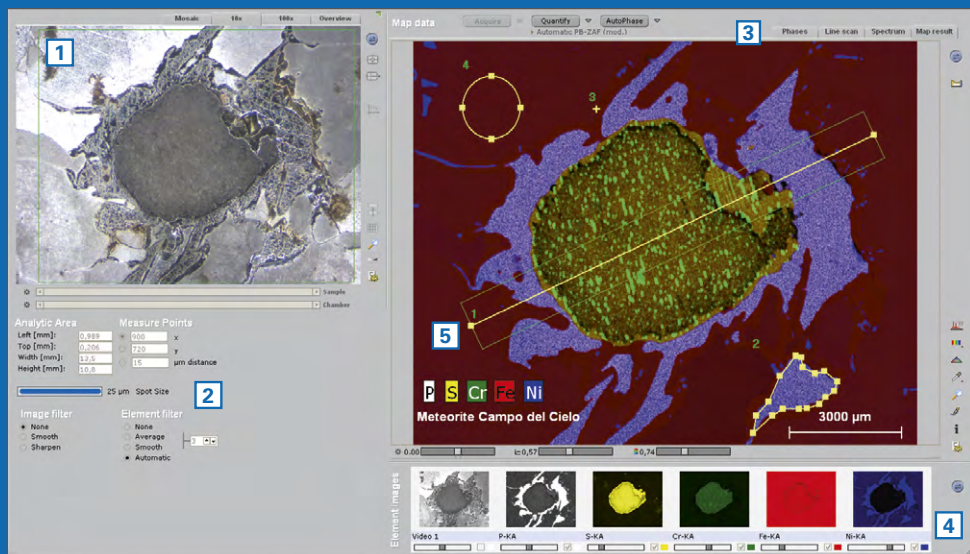 Mosaic 10x 100x Overview
1
Sample
Chamber
Analytic Area Measure Points
Left [mm]: 0,989 900 x
Top [mm]: 0,206 720 y
Width [mm]: 13,5 15 µm distance
Height [mm]: 10,8
25 µm Spot Size
2
Image filter Element filter
None None
Smooth Average
Sharpen Smooth
Automatic
3
Map data Acquire Quantify AutoPhase
Automatic PB-ZAF (mod.)
3
Phases Line scan Spectrum Map result
4
3
1
5
2
P S Cr Fe Ni
Meteorite Campo del Cielo
3000 µm
0.00 0,57 0,74
Element images
Video 1 P-KA S-KA Cr-KA Fe-KA Ni-KA
4